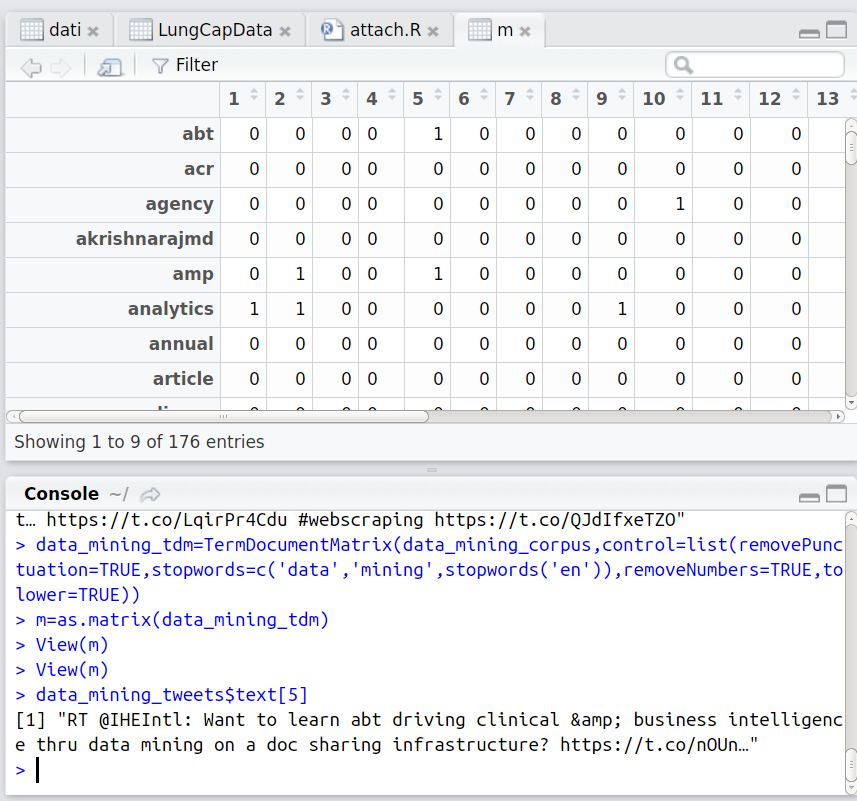 dati LungCapData attach.R m
Filter
1 2 3 4 5 6 7 8 9 10 11 12 13
abt 0 0 0 0 1 0 0 0 0 0 0 0
acr 0 0 0 0 0 0 0 0 0 0 0 0
agency 0 0 0 0 0 0 0 0 0 1 0 0
akrishnarajmd 0 0 0 0 0 0 0 0 0 0 0 0
amp 0 1 0 0 1 0 0 0 0 0 0 0
analytics 1 1 0 0 0 0 0 0 1 0 0 0
annual 0 0 0 0 0 0 0 0 0 0 0 0
article 0 0 0 0 0 0 0 0 0 0 0 0
Showing 1 to 9 of 176 entries
Console ~/
t… https://t.co/LqirPr4Cdu #webscraping https://t.co/QJdIfxeTZO"
> data_mining_tdm=TermDocumentMatrix(data_mining_corpus,control=list(removePunc
tuation=TRUE,stopwords=c('data','mining',stopwords('en')),removeNumbers=TRUE,to
lower=TRUE))
> m=as.matrix(data_mining_tdm)
> View(m)
> View(m)
> data_mining_tweets$text[5]
[1] "RT @IHEIntl: Want to learn abt driving clinical &amp; business intelligenc
e thru data mining on a doc sharing infrastructure? https://t.co/nOUn…"
>